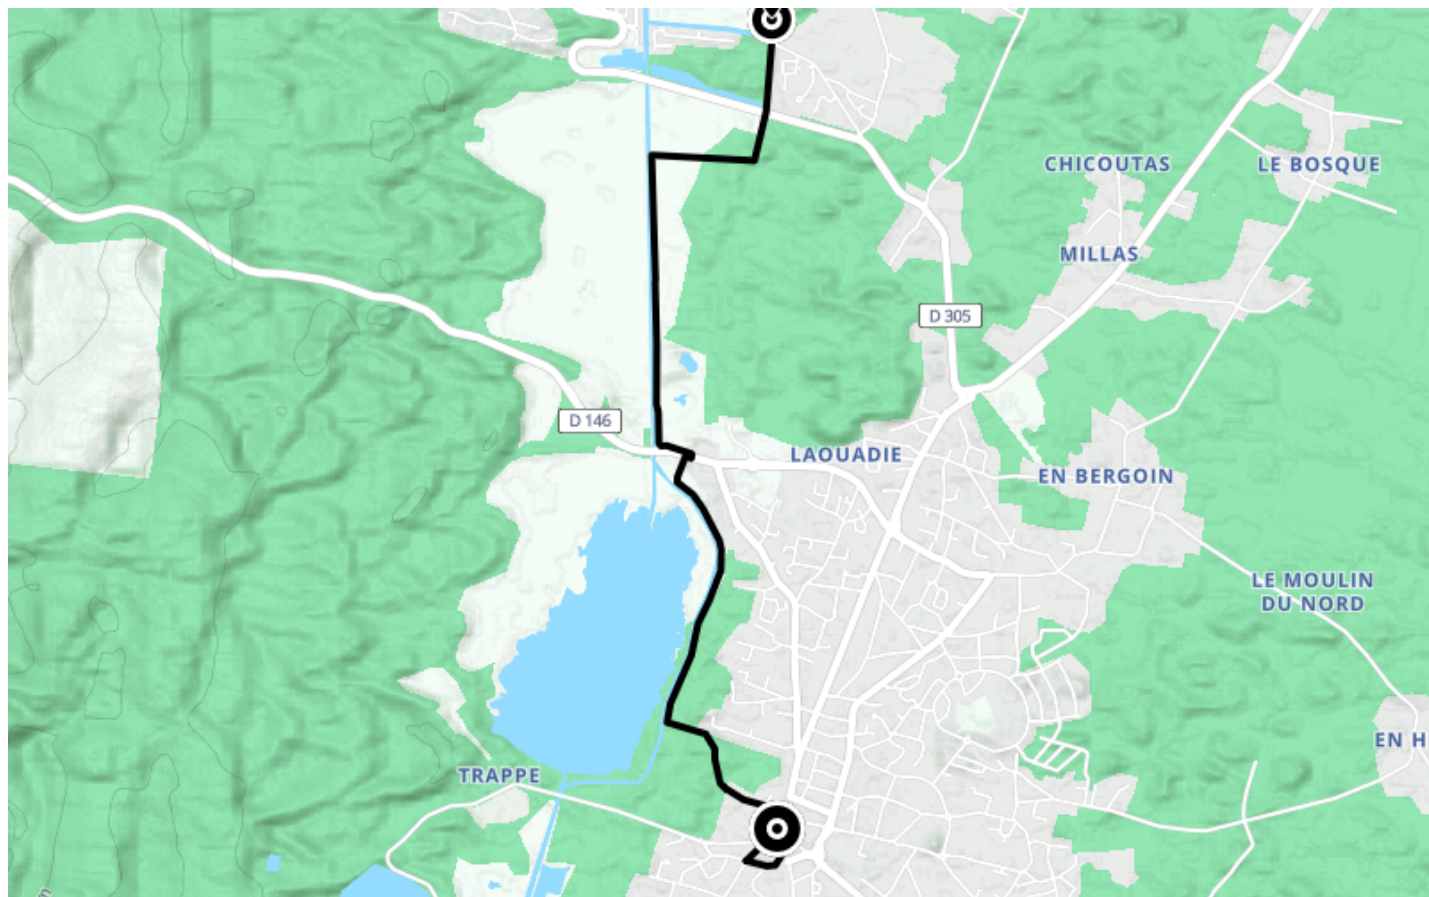 CHICOUTAS
LE BOSQUE
MILLAS
D 305
D 146
LAOUADIE
EN BERGOIN
LE MOULIN
DU NORD
EN H
TRAPPE